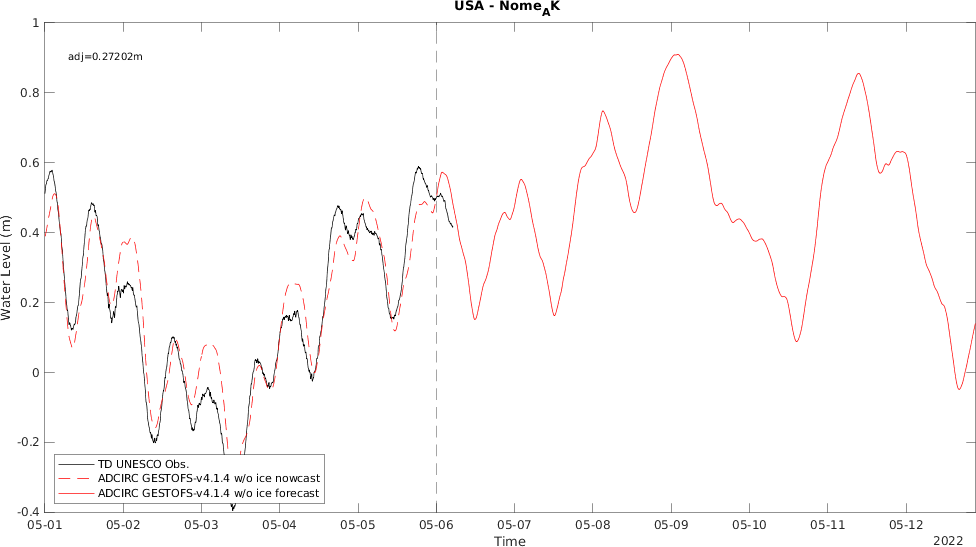 USA - Nome_AK
adj=0.27202m
Water Level (m)
1
0.8
0.6
0.4
0.2
0
-0.2
-0.4
TD UNESCO Obs.
ADCIRC GESTOFS-v4.1.4 w/o ice nowcast
ADCIRC GESTOFS-v4.1.4 w/o ice forecast
05-01 05-02 05-03 05-04 05-05 05-06 05-07 05-08 05-09 05-10 05-11 05-12
Time
2022